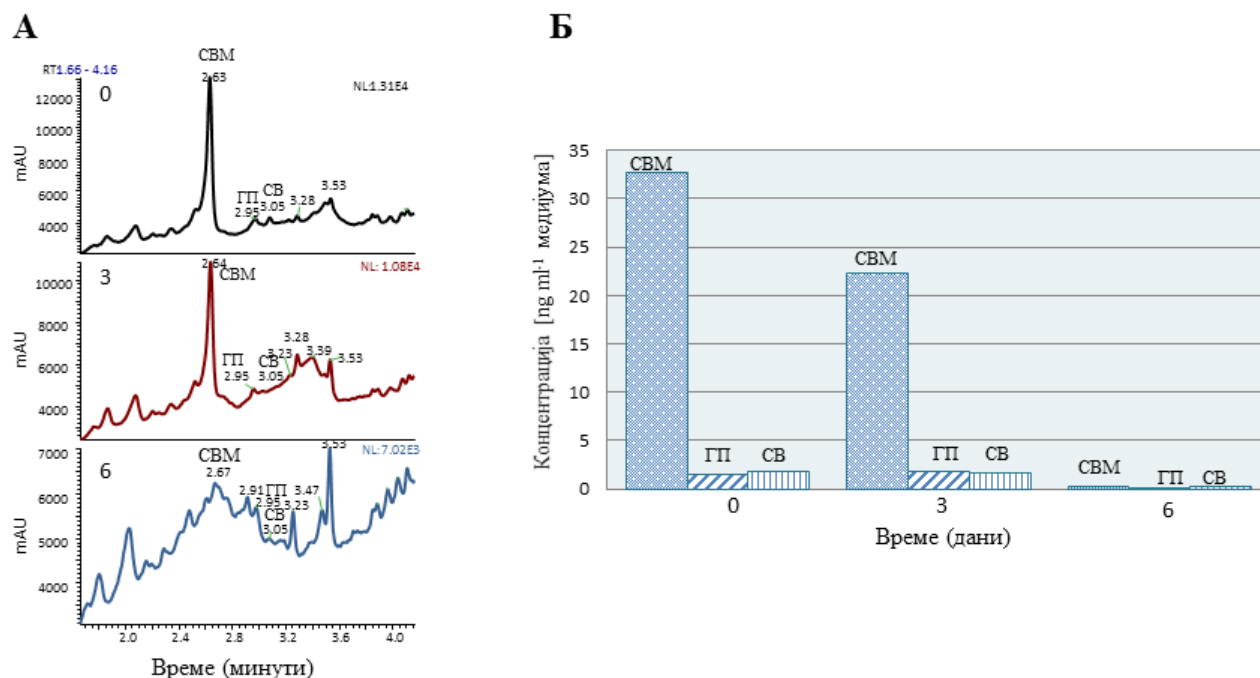 А
СВМ
RT:1.66 - 4.16
2.63
NL:1.31E4
0
12000
10000
8000
6000
4000
mAU
ГП
2.95
СВ
3.05
3.28
3.53
2.64
СВМ
NL: 1.08E4
3
10000
8000
6000
4000
mAU
ГП
2.95
СВ
3.05
3.23
3.28
3.39
3.53
СВМ
2.67
NL:7.02E3
6
7000
6000
5000
4000
mAU
2.91
ГП
2.95
СВ
3.05
3.23
3.47
3.53
2.0 2.4 2.8 3.2 3.6 4.0
Време (минути)
Б
Концентрација [ng ml⁻¹ медијума]
35
30
25
20
15
10
5
0
СВМ
ГП
СВ
СВМ
ГП
СВ
СВМ
ГП
СВ
0 3 6
Време (дани)